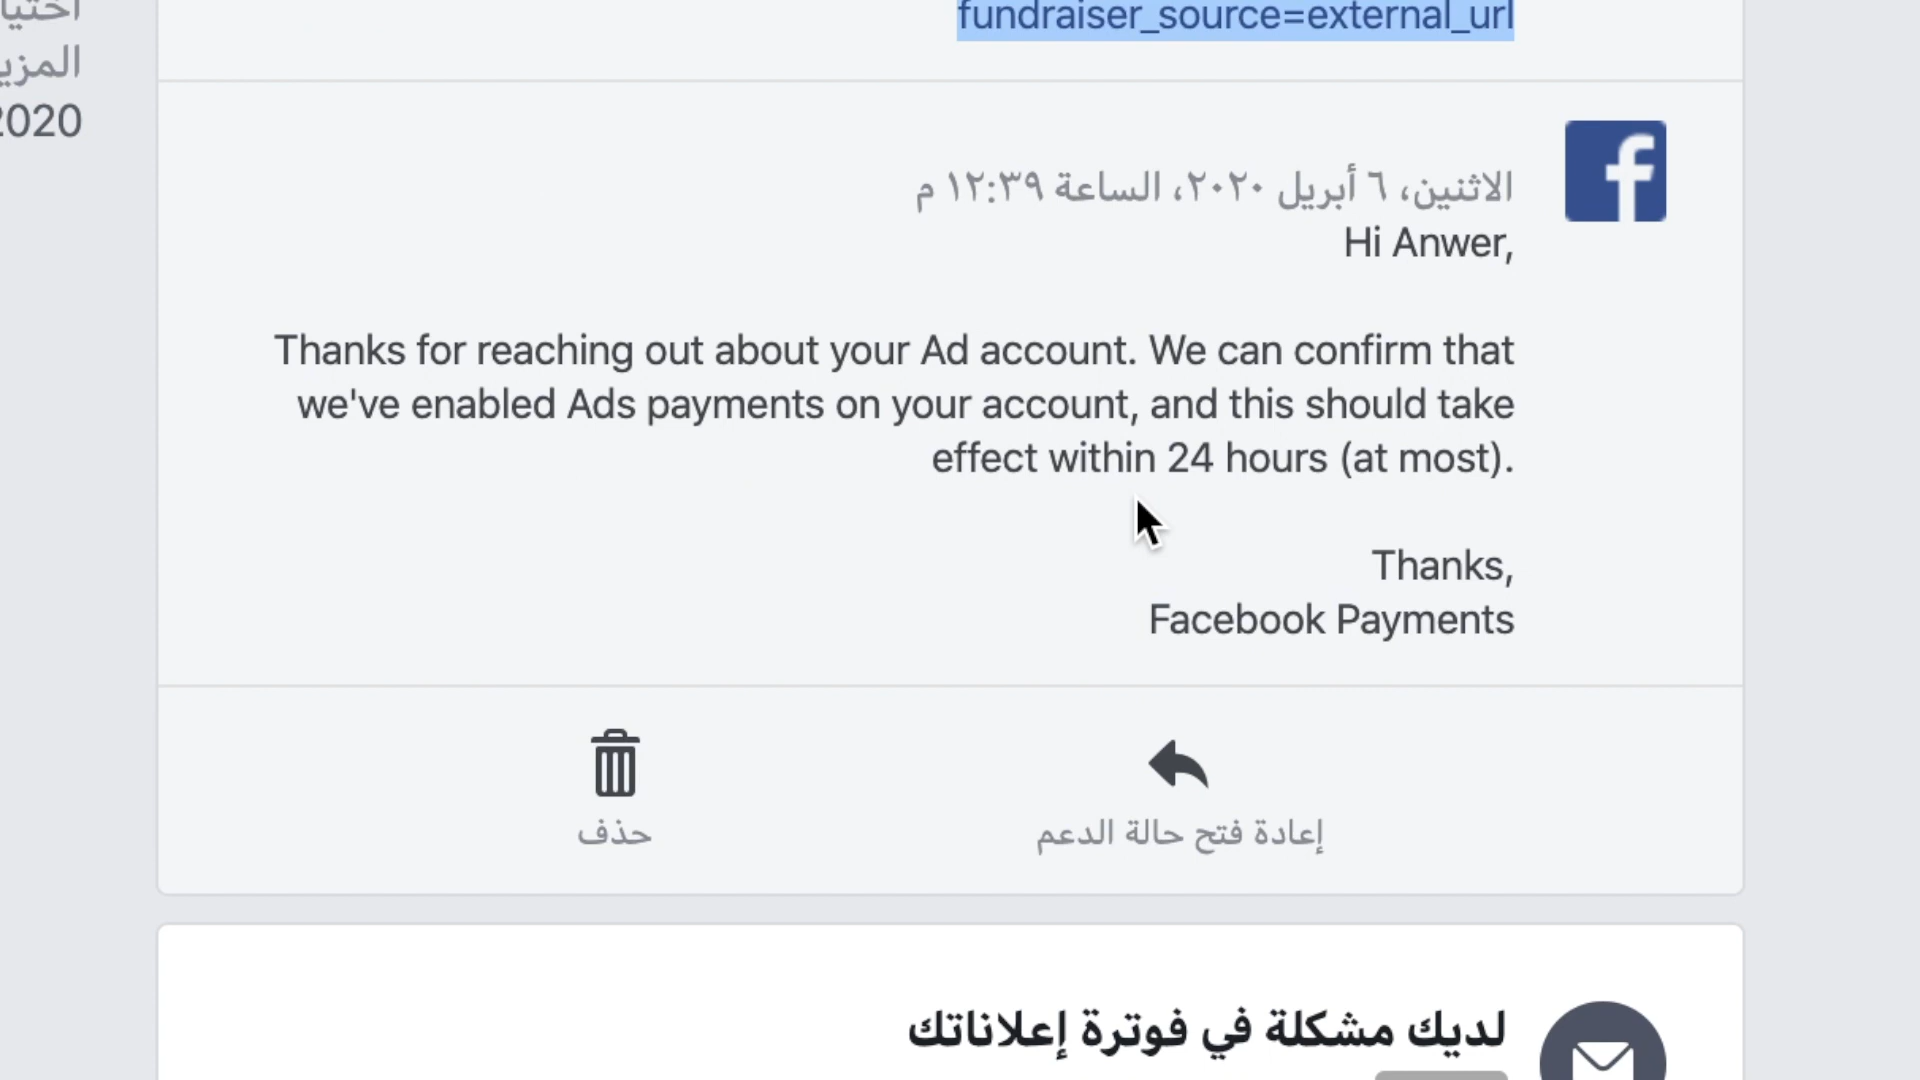 fundraiser_source=external_url
المزيد
2020
الاثنين، ٦ أبريل ٢٠٢٠، الساعة ١٢:٣٩ م
Hi Anwer,
Thanks for reaching out about your Ad account. We can confirm that
we've enabled Ads payments on your account, and this should take
effect within 24 hours (at most).
Thanks,
Facebook Payments
إعادة فتح حالة الدعم
حذف
لديك مشكلة في فوترة إعلاناتك